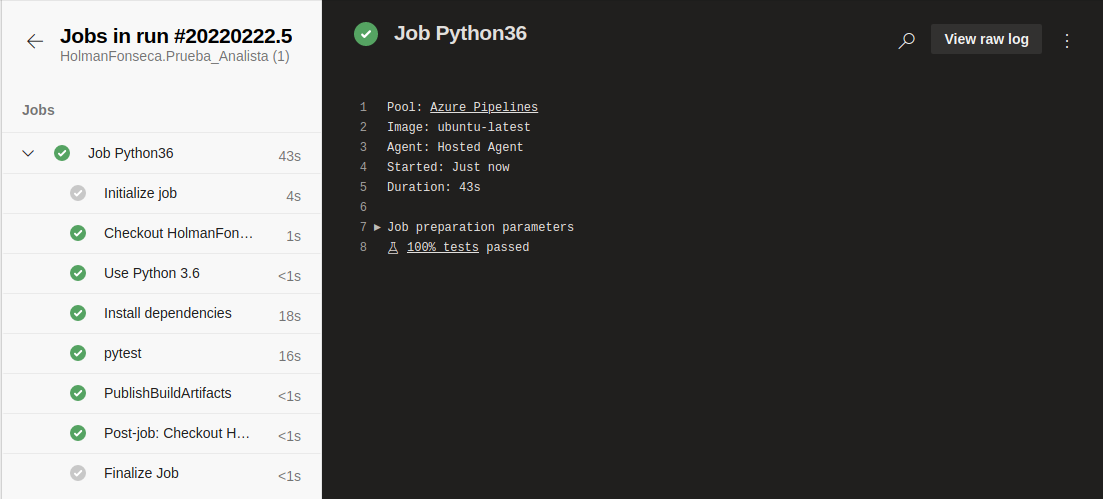 Jobs in run #20220222.5
HolmanFonseca.Prueba_Analista (1)
Jobs
Job Python36 43s
Initialize job 4s
Checkout HolmanFon… 1s
Use Python 3.6 <1s
Install dependencies 18s
pytest 16s
PublishBuildArtifacts <1s
Post-job: Checkout H… <1s
Finalize Job <1s
Job Python36
View raw log
1 Pool: Azure Pipelines
2 Image: ubuntu-latest
3 Agent: Hosted Agent
4 Started: Just now
5 Duration: 43s
6
7 Job preparation parameters
8 100% tests passed